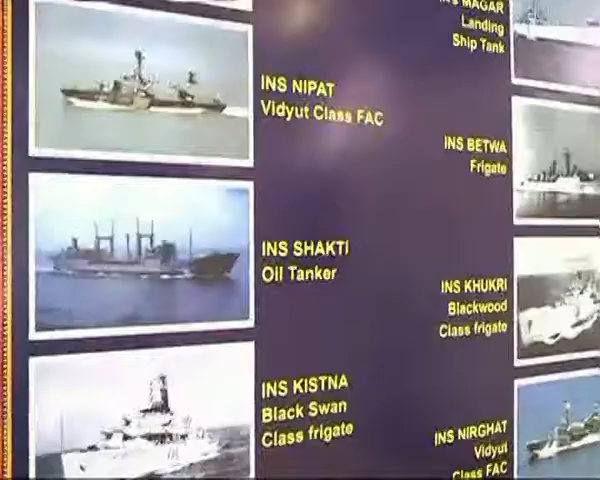 INS NIPAT
Vidyut Class FAC
INS SHAKTI
Oil Tanker
INS KISTNA
Black Swan
Class frigate
MAGAR
Landing
Ship Tank
INS BETWA
Frigate
INS KHUKRI
Blackwood
Class frigate
INS NIRGHAT
Vidyut
Class FAC